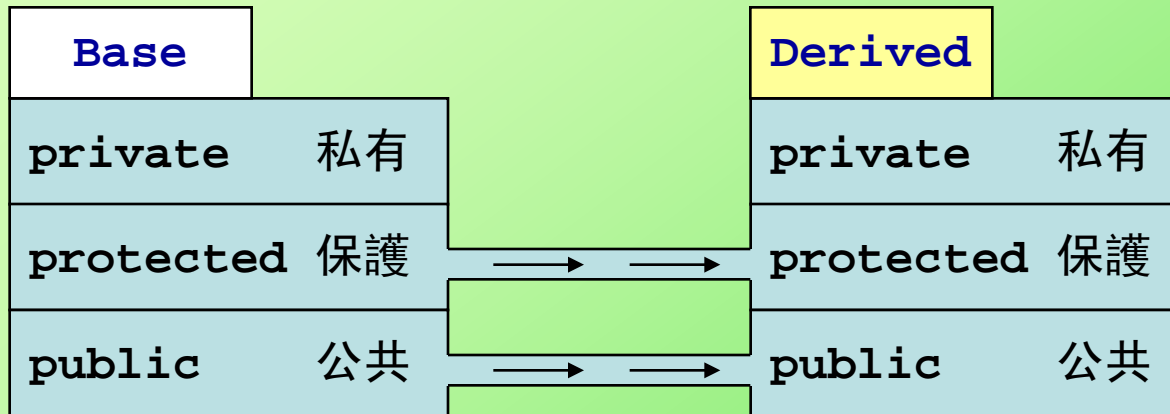 Base
private 私有
protected 保護
public 公共
Derived
private 私有
protected 保護
public 公共